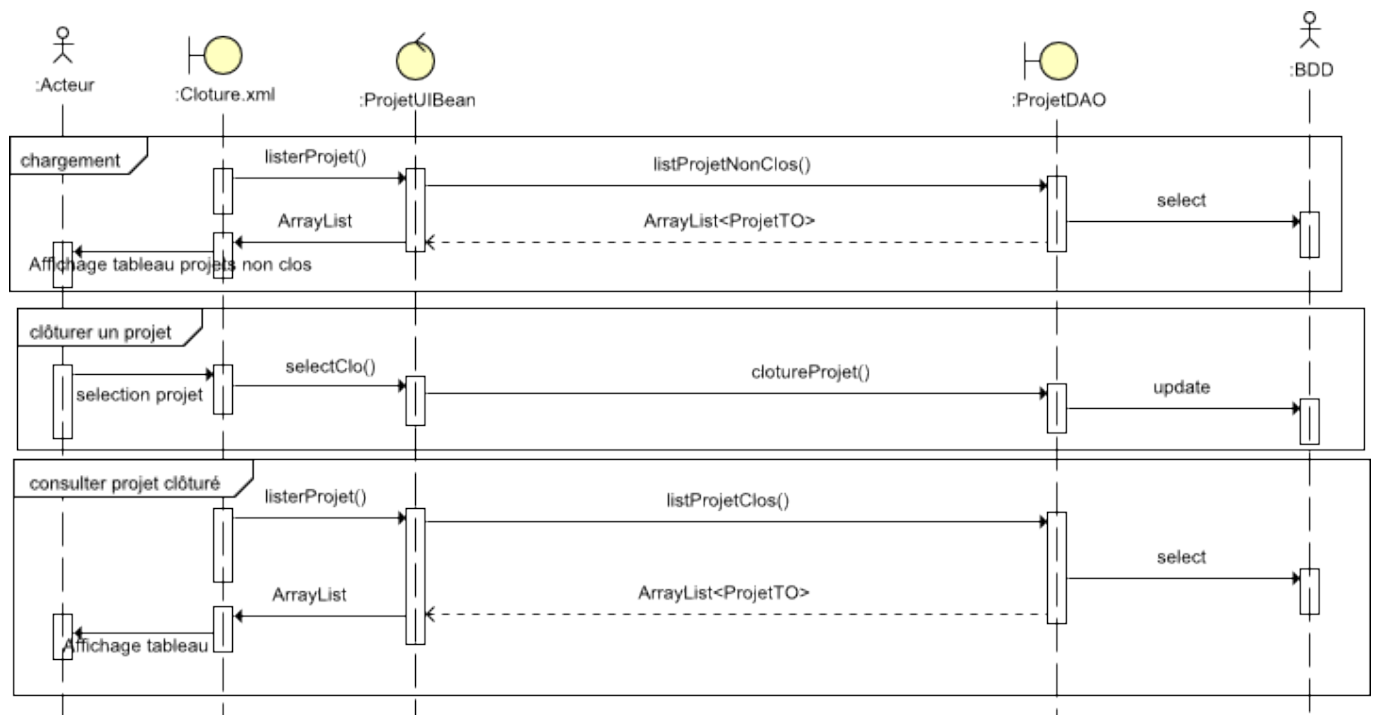 :Acteur
:Cloture.xml
:ProjetUIBean
:ProjetDAO
:BDD
chargement
listerProjet()
listProjetNonClos()
select
ArrayList
ArrayList<ProjetTO>
Affichage tableau projets non clos
clôturer un projet
selection projet
selectClo()
clotureProjet()
update
consulter projet clôturé
listerProjet()
listProjetClos()
select
ArrayList
ArrayList<ProjetTO>
Affichage tableau